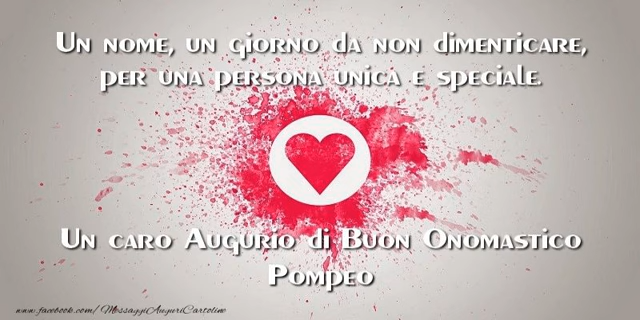 Un nome, un giorno da non dimenticare,
per una persona unica e speciale.
Un caro Augurio di Buon Onomastico
Pompeo
www.facebook.com/MessaggiAuguriCartoline